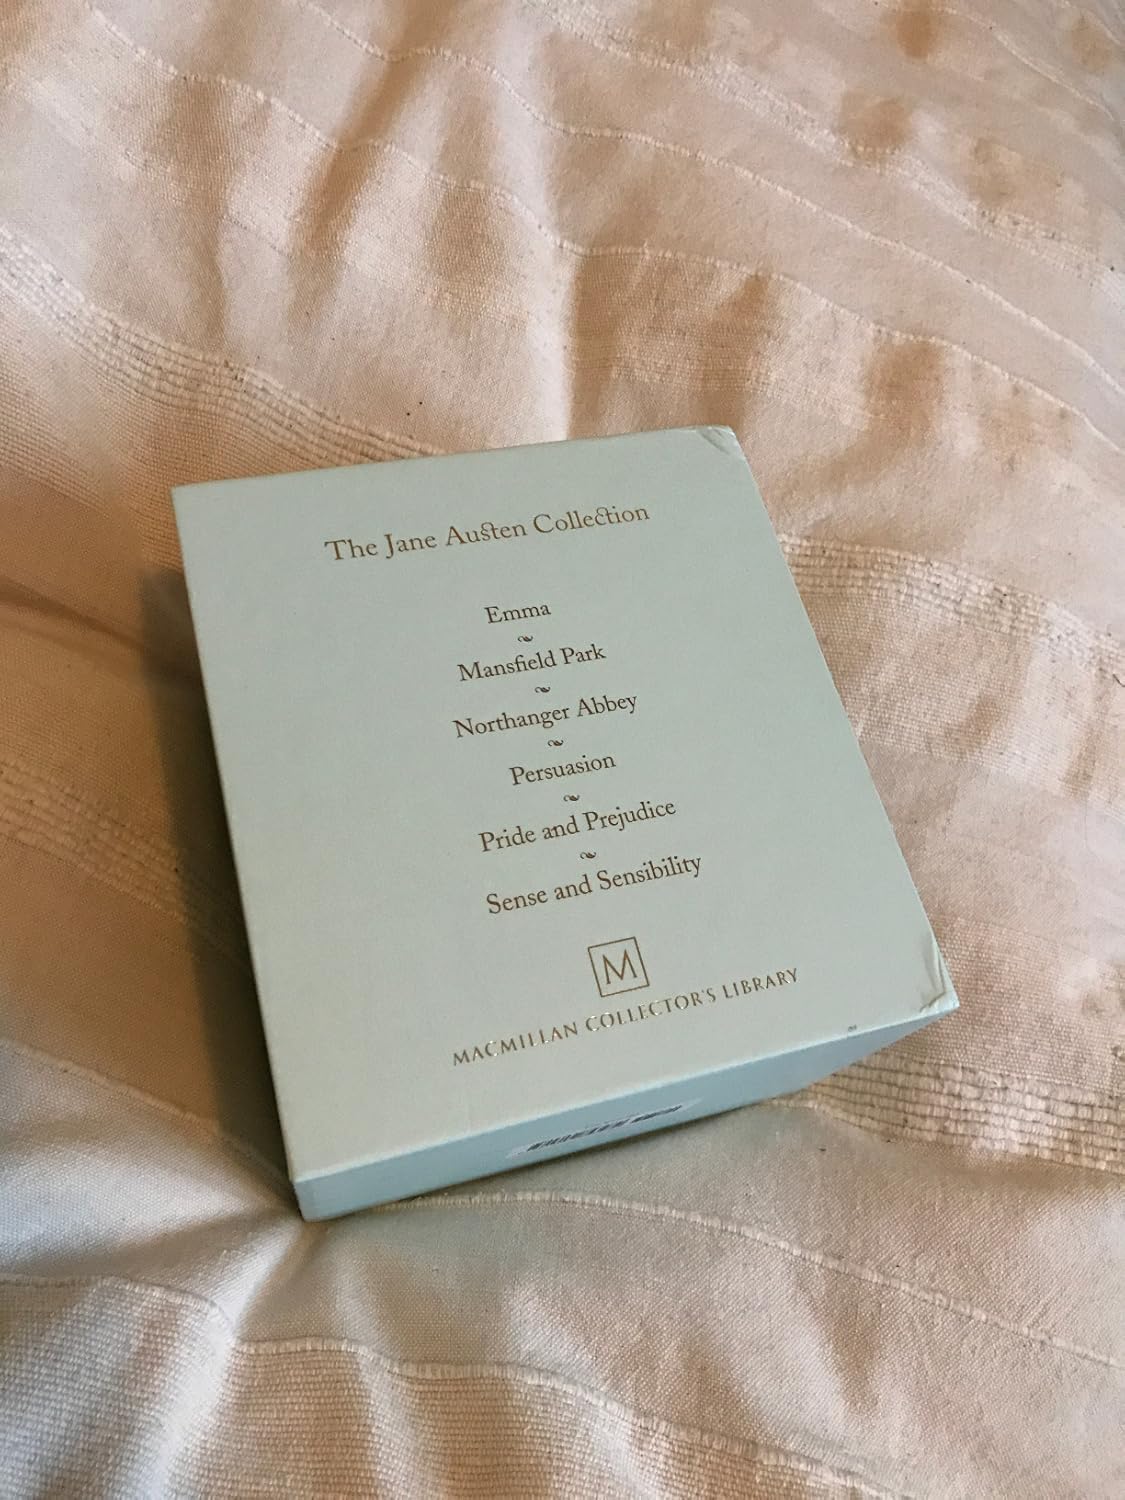 The Jane Austen Collection
Emma
Mansfield Park
Northanger Abbey
Persuasion
Pride and Prejudice
Sense and Sensibility
M
MACMILLAN COLLECTOR'S LIBRARY